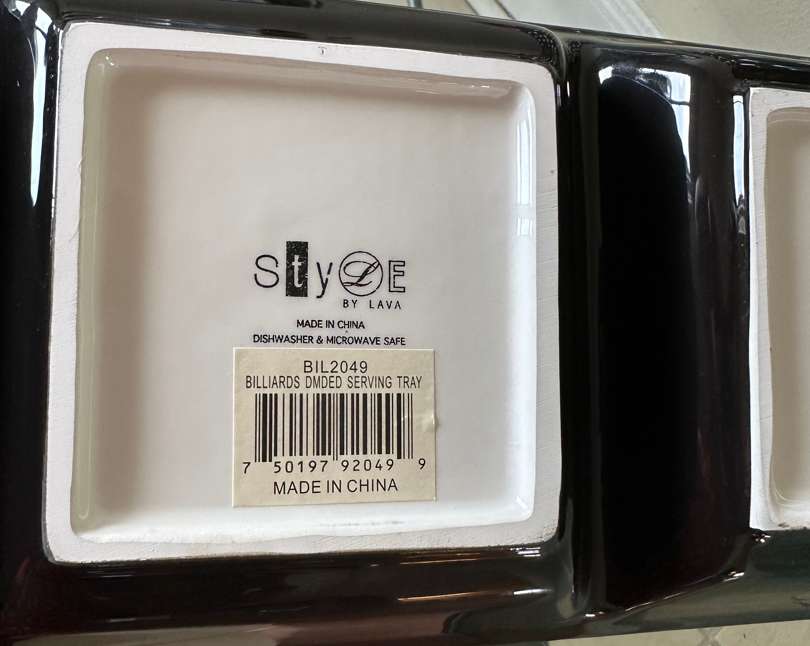 StyLE
BY LAVA
MADE IN CHINA
DISHWASHER & MICROWAVE SAFE
BIL2049
BILLIARDS DMDED SERVING TRAY
7 50197 92049 9
MADE IN CHINA